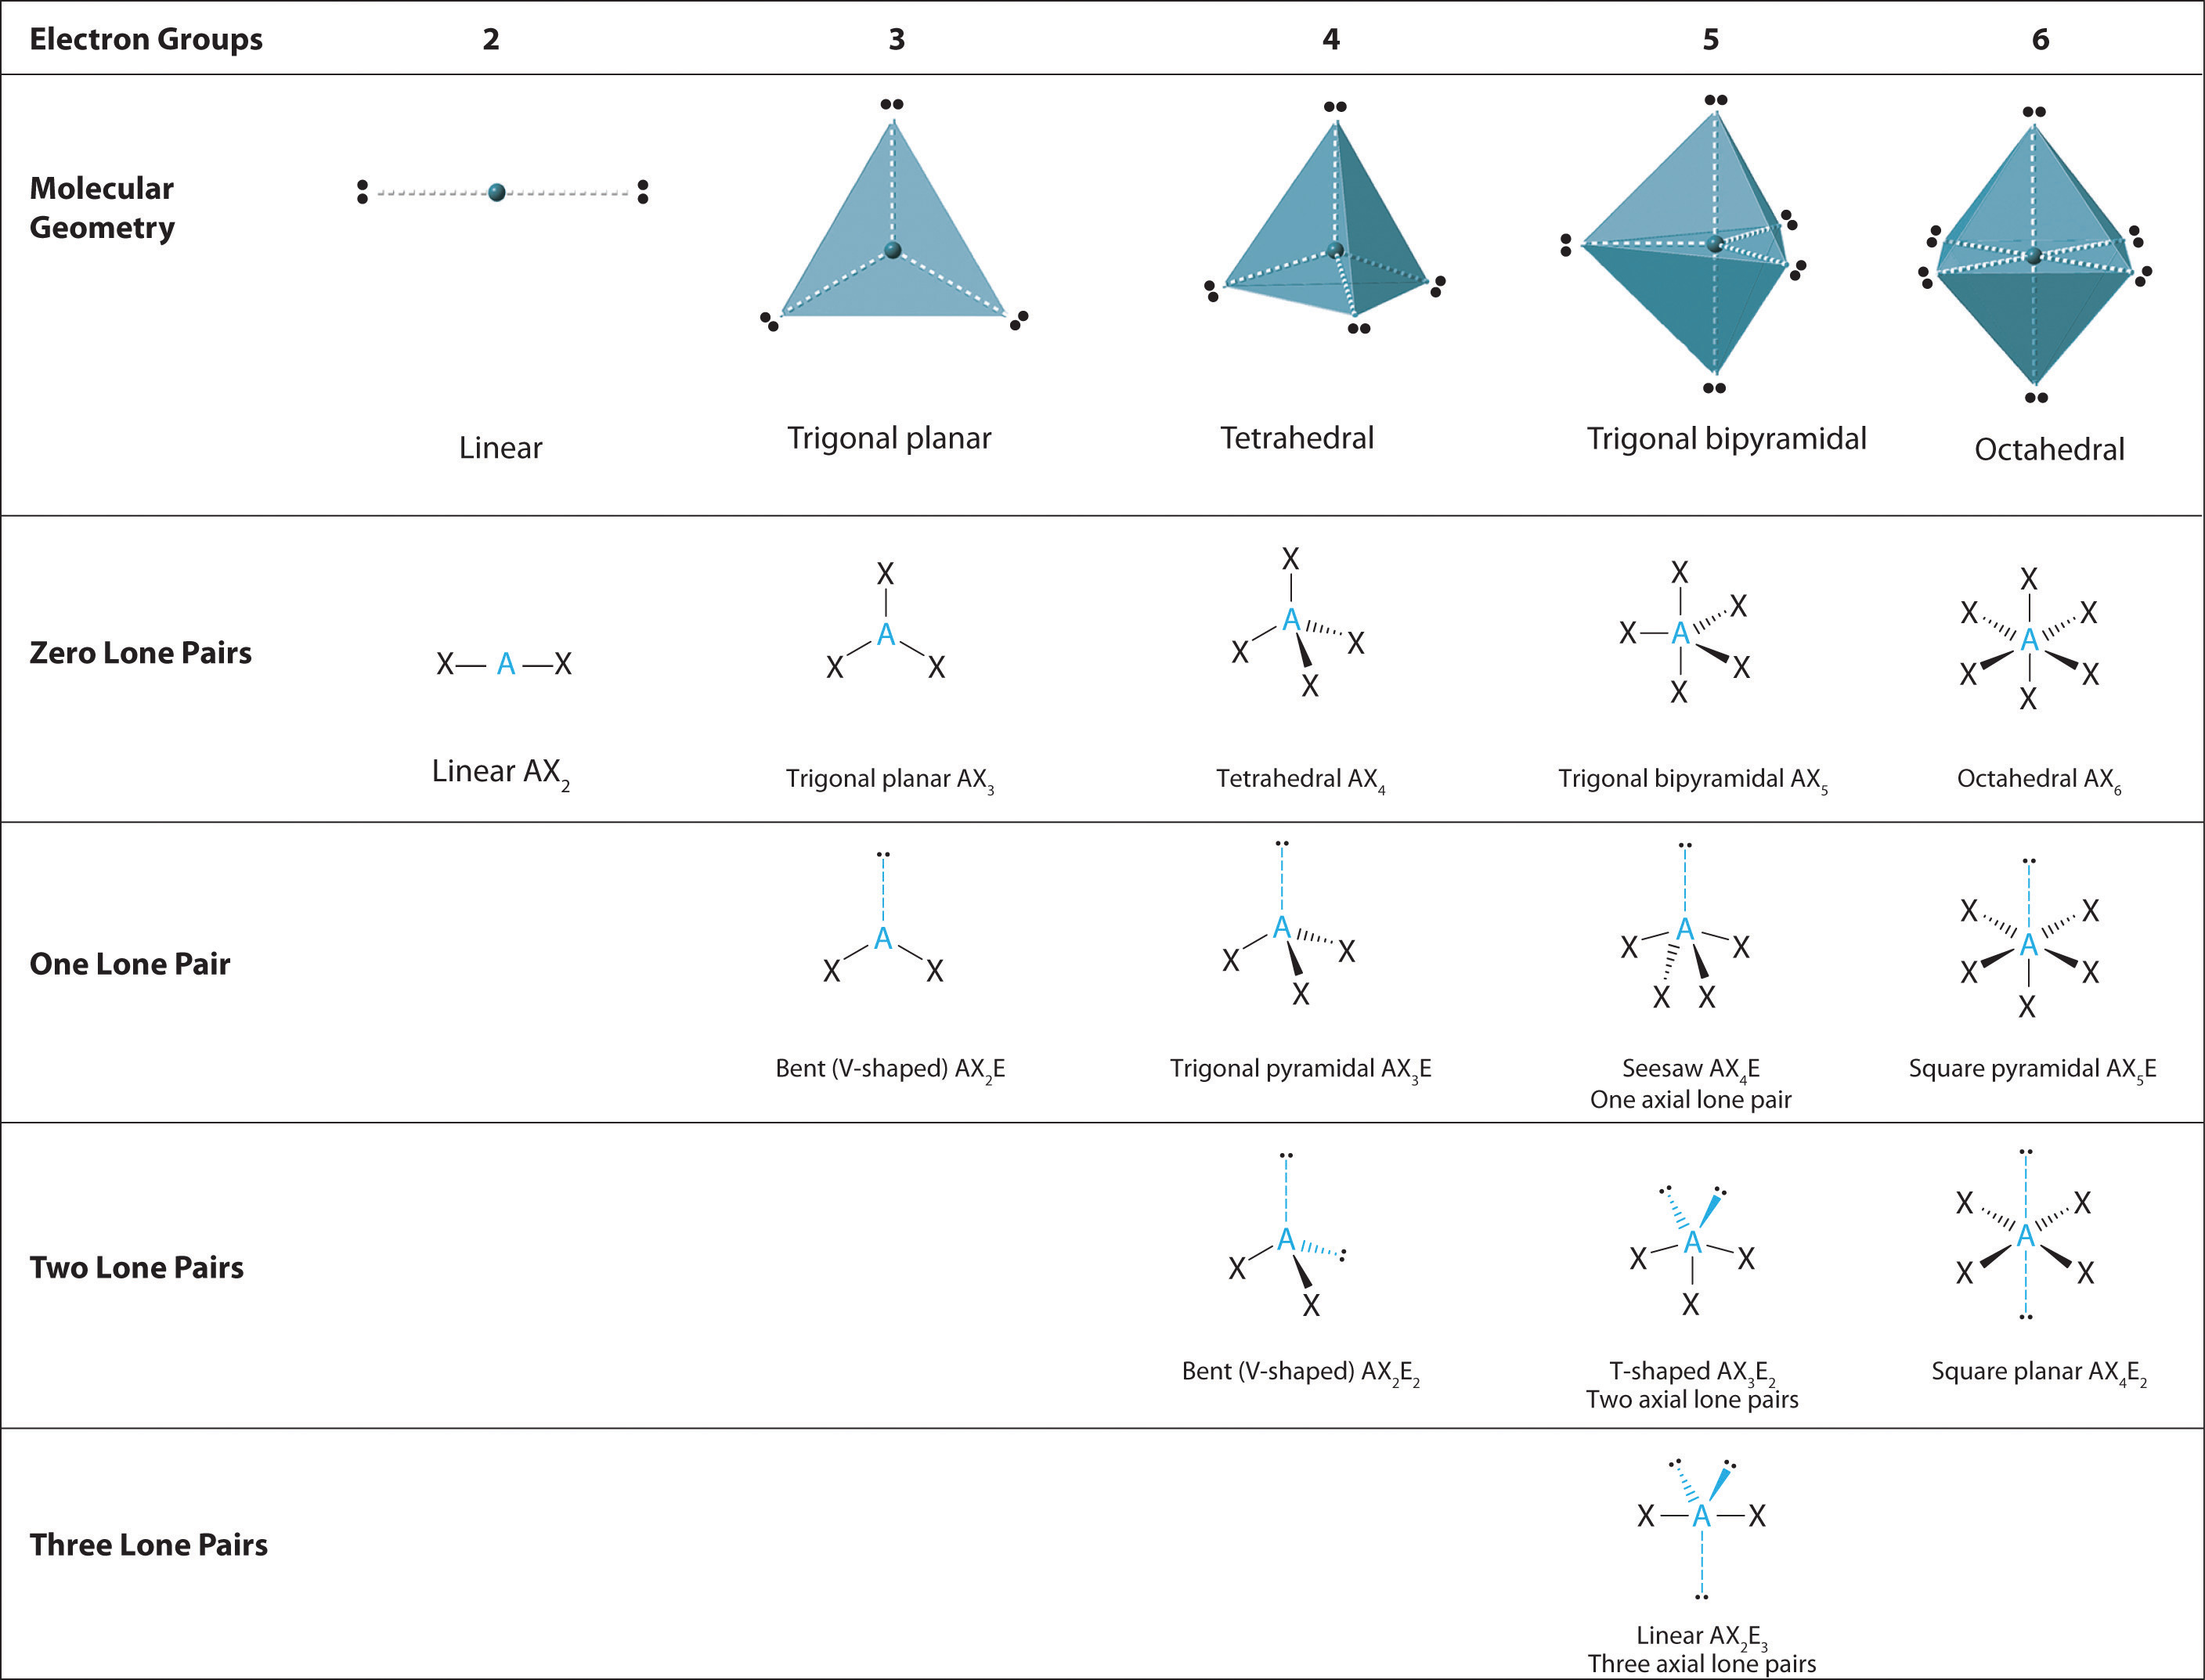 Electron Groups 2 3 4 5 6
Molecular
Geometry
Linear Trigonal planar Tetrahedral Trigonal bipyramidal Octahedral
Zero Lone Pairs
X A X
X
A
X X
X
A
X X
X
X
X
X A
X
X
X
X X
A
X X
X
Linear AX₂ Trigonal planar AX₃ Tetrahedral AX₄ Trigonal bipyramidal AX₅ Octahedral AX₆
One Lone Pair
A
X X
A
X X
X
A
X X
X X
X X
A
X X
X
Bent (V-shaped) AX₂E Trigonal pyramidal AX₃E Seesaw AX₄E Square pyramidal AX₅E
One axial lone pair
Two Lone Pairs
A
X
X
A
X X
X
X X
A
X X
Bent (V-shaped) AX₂E₂ T-shaped AX₃E₂ Square planar AX₄E₂
Two axial lone pairs
Three Lone Pairs
X A X
Linear AX₂E₃
Three axial lone pairs